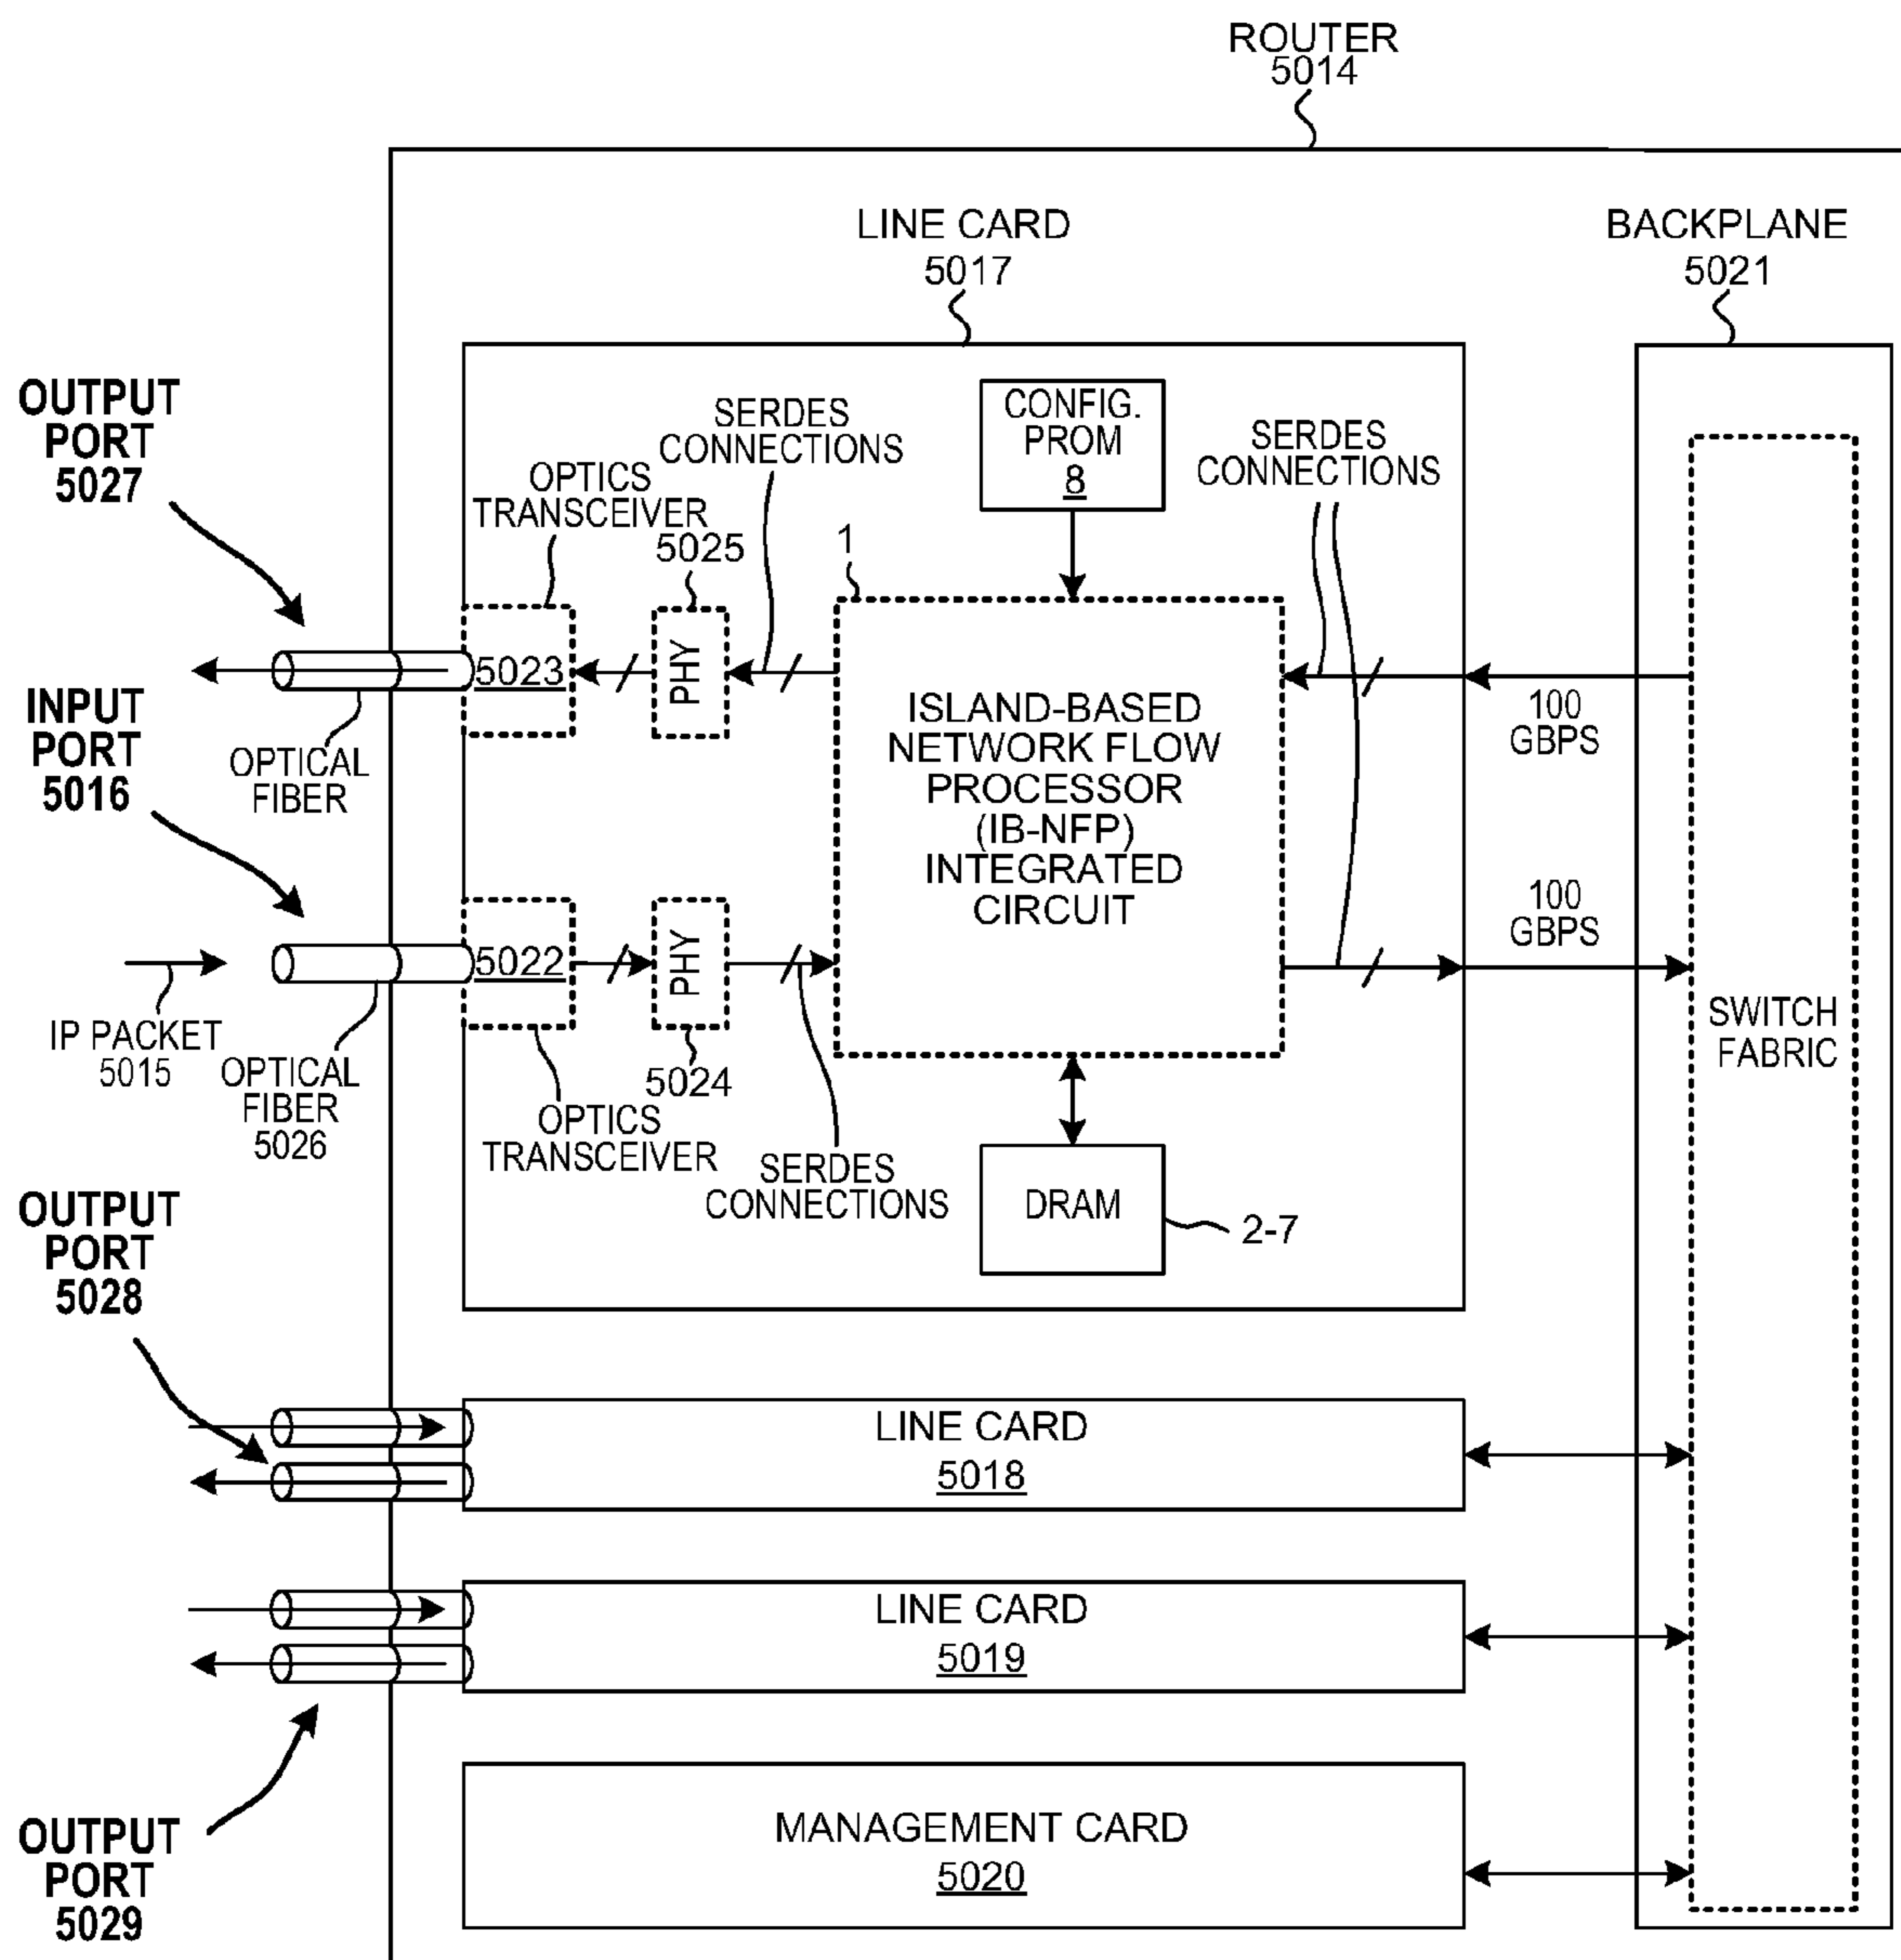 ROUTER
5014
LINE CARD
5017
BACKPLANE
5021
OUTPUT
PORT
5027
SERDES
CONNECTIONS
CONFIG.
PROM
8
SERDES
CONNECTIONS
OPTICS
TRANSCEIVER
5025
1
5023
PHY
INPUT
PORT
5016
OPTICAL
FIBER
ISLAND-BASED
NETWORK FLOW
PROCESSOR
(IB-NFP)
INTEGRATED
CIRCUIT
100
GBPS
100
GBPS
5022
PHY
IP PACKET
5015
OPTICAL
FIBER
5026
5024
OPTICS
TRANSCEIVER
SERDES
CONNECTIONS
DRAM
2-7
SWITCH
FABRIC
OUTPUT
PORT
5028
LINE CARD
5018
LINE CARD
5019
OUTPUT
PORT
5029
MANAGEMENT CARD
5020